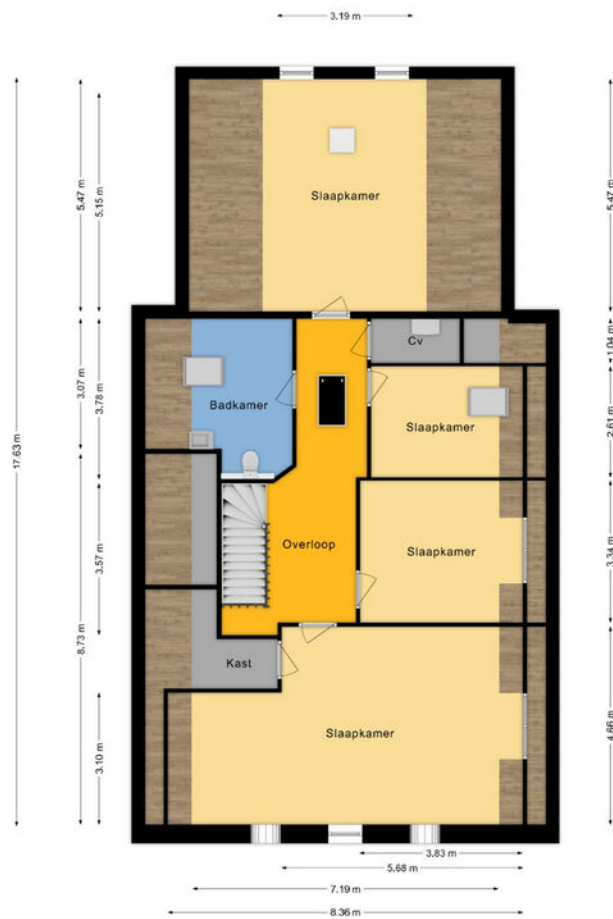 3.19 m
Slaapkamer
5.47 m
5.15 m
5.47 m
17.63 m
Cv
1.04 m
3.07 m
3.78 m
Badkamer
Slaapkamer
2.61 m
Overloop
Slaapkamer
3.57 m
3.34 m
8.73 m
Kast
Slaapkamer
4.66 m
3.10 m
3.83 m
5.68 m
7.19 m
8.36 m